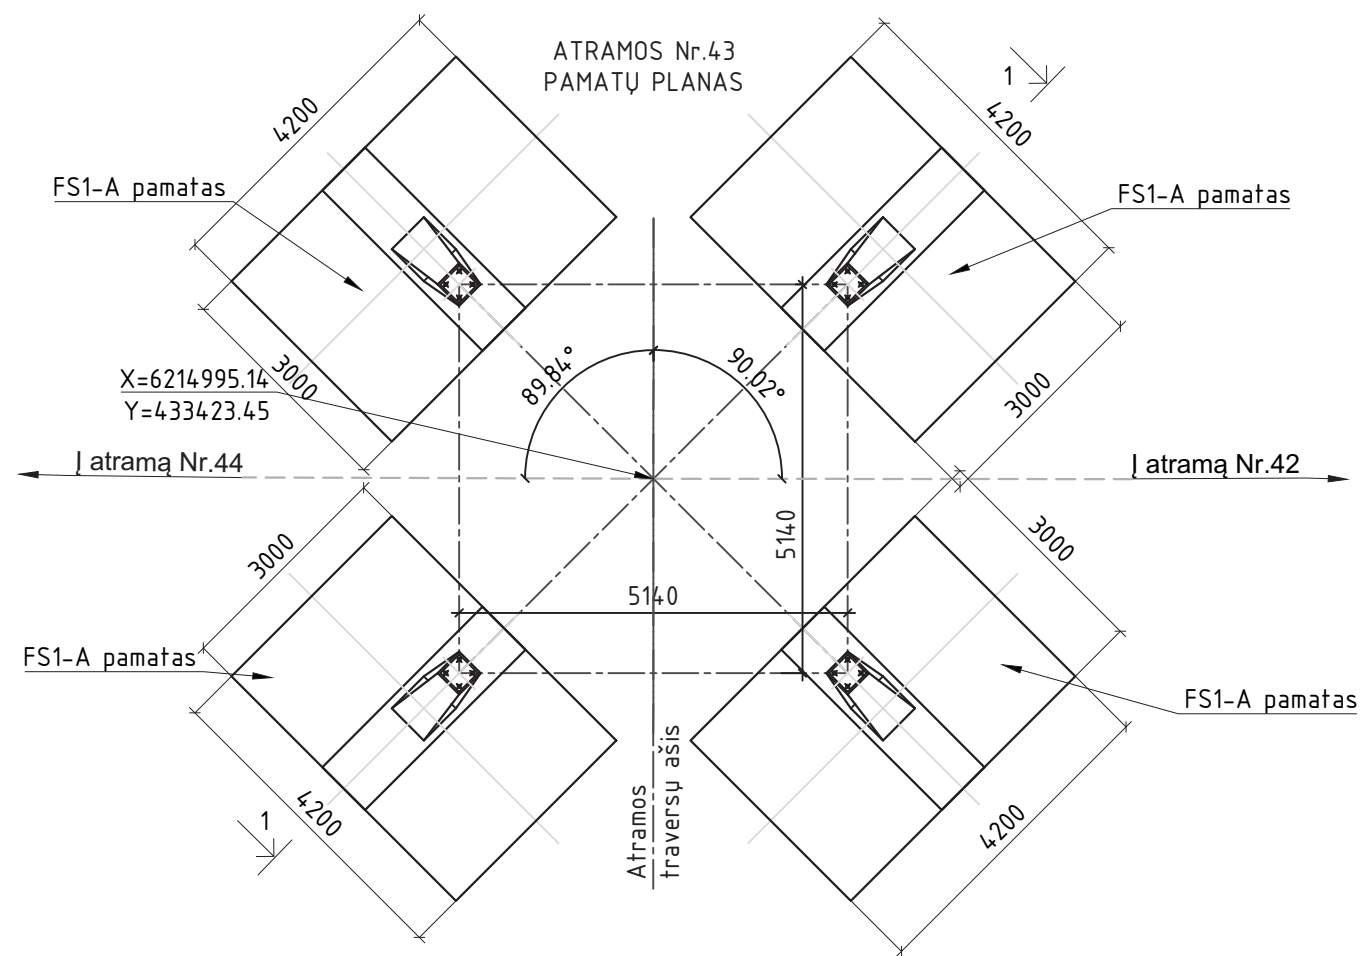 ATRAMOS Nr.43
PAMATŲ PLANAS
1
4200
4200
FS1-A pamatas
FS1-A pamatas
89.84°
90.02°
X=6214995.14
Y=433423.45
3000
3000
Į atramą Nr.44
Į atramą Nr.42
3000
5140
3000
5140
FS1-A pamatas
FS1-A pamatas
Atramos
traversų ašis
1
4200
4200